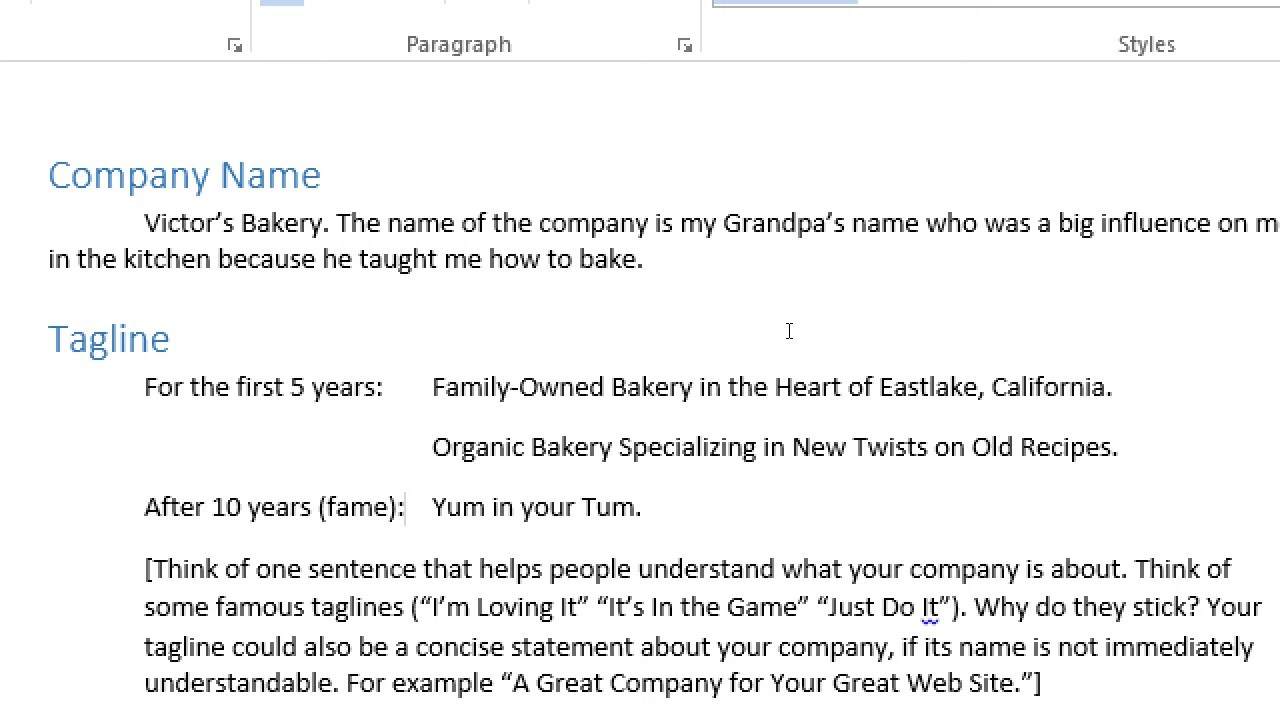 Paragraph
Styles
Company Name
Victor’s Bakery. The name of the company is my Grandpa’s name who was a big influence on
in the kitchen because he taught me how to bake.
Tagline
For the first 5 years: Family-Owned Bakery in the Heart of Eastlake, California.
Organic Bakery Specializing in New Twists on Old Recipes.
After 10 years (fame): Yum in your Tum.
[Think of one sentence that helps people understand what your company is about. Think of
some famous taglines (“I’m Loving It” “It’s In the Game” “Just Do It”). Why do they stick? Your
tagline could also be a concise statement about your company, if its name is not immediately
understandable. For example “A Great Company for Your Great Web Site.”]